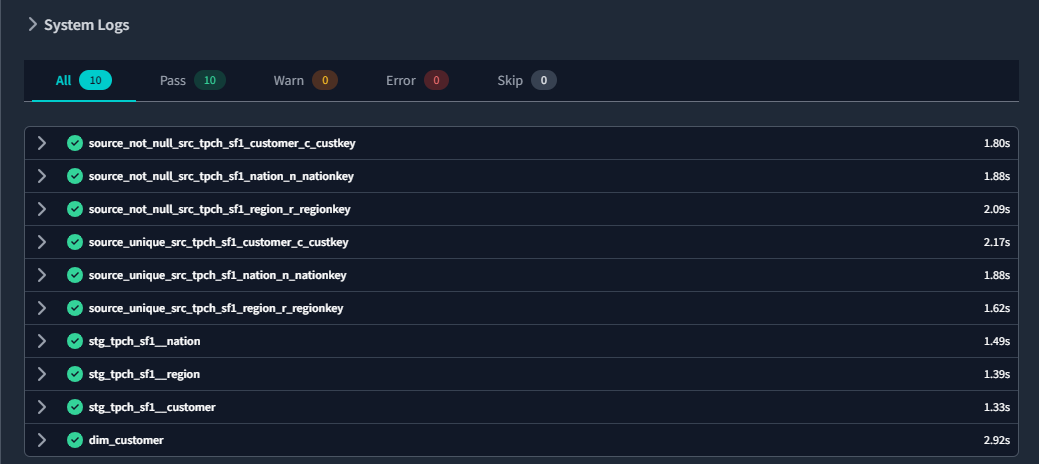 System Logs
All 10 Pass 10 Warn 0 Error 0 Skip 0
source_not_null_src_tpch_sf1_customer_c_custkey 1.80s
source_not_null_src_tpch_sf1_nation_n_nationkey 1.88s
source_not_null_src_tpch_sf1_region_r_regionkey 2.09s
source_unique_src_tpch_sf1_customer_c_custkey 2.17s
source_unique_src_tpch_sf1_nation_n_nationkey 1.88s
source_unique_src_tpch_sf1_region_r_regionkey 1.62s
stg_tpch_sf1__nation 1.49s
stg_tpch_sf1__region 1.39s
stg_tpch_sf1__customer 1.33s
dim_customer 2.92s